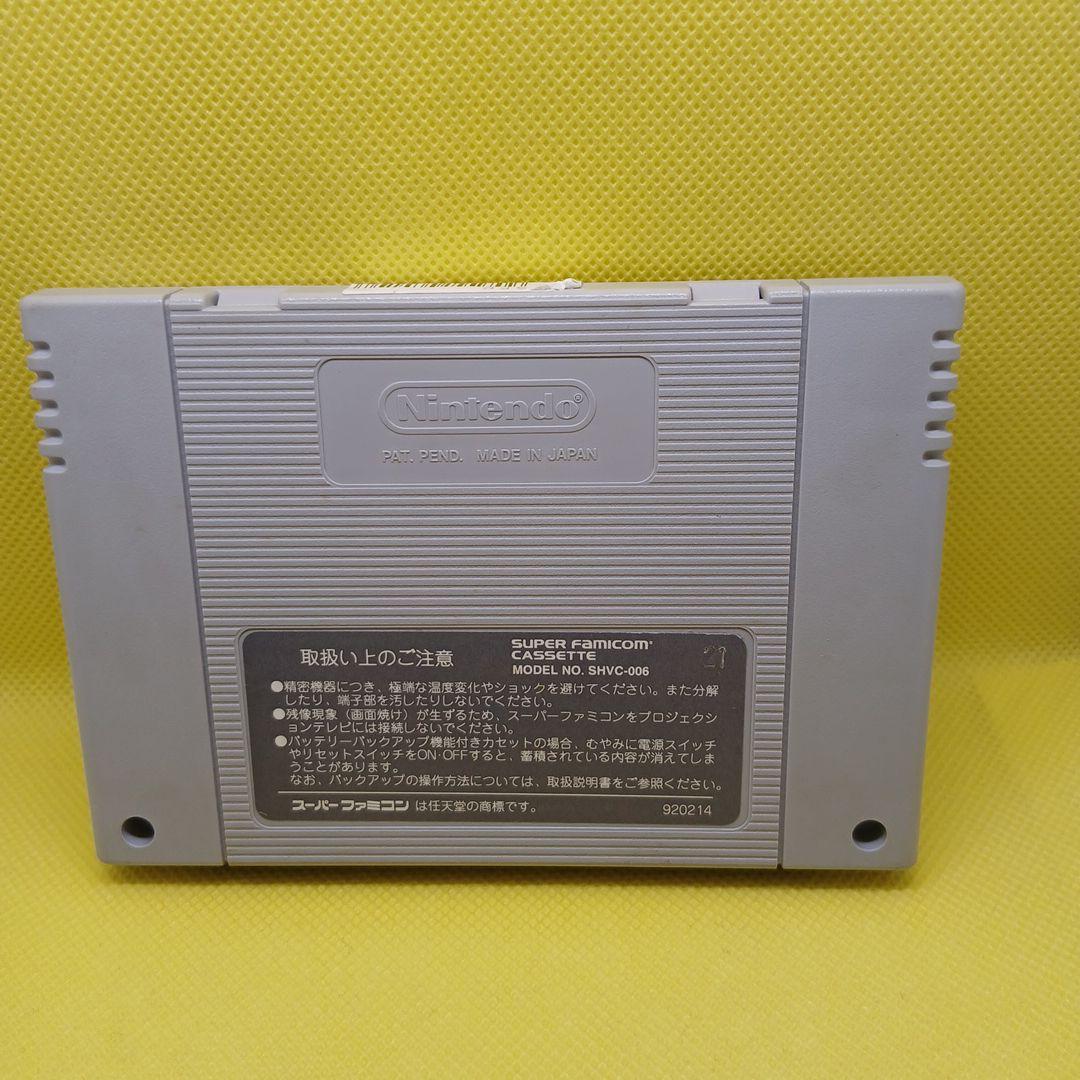 Nintendo®
PAT. PEND. MADE IN JAPAN
取扱い上のご注意
SUPER FAMICOM
CASSETTE
MODEL NO. SHVC-006
21
●精密機器につき、極端な温度変化やショックを避けてください。また分解
したり、端子部を汚したりしないでください。
●残像現象(画面焼け)が生ずるため、スーパーファミコンをプロジェクシ
ョンテレビには接続しないでください。
●バッテリーバックアップ機能付きカセットの場合、むやみに電源スイッチ
やリセットスイッチをON・OFFすると、蓄積されている内容が消えてしま
うことがあります。
なお、バックアップの操作方法については、取扱説明書をご参照ください。
スーパーファミコン は任天堂の商標です。
920214